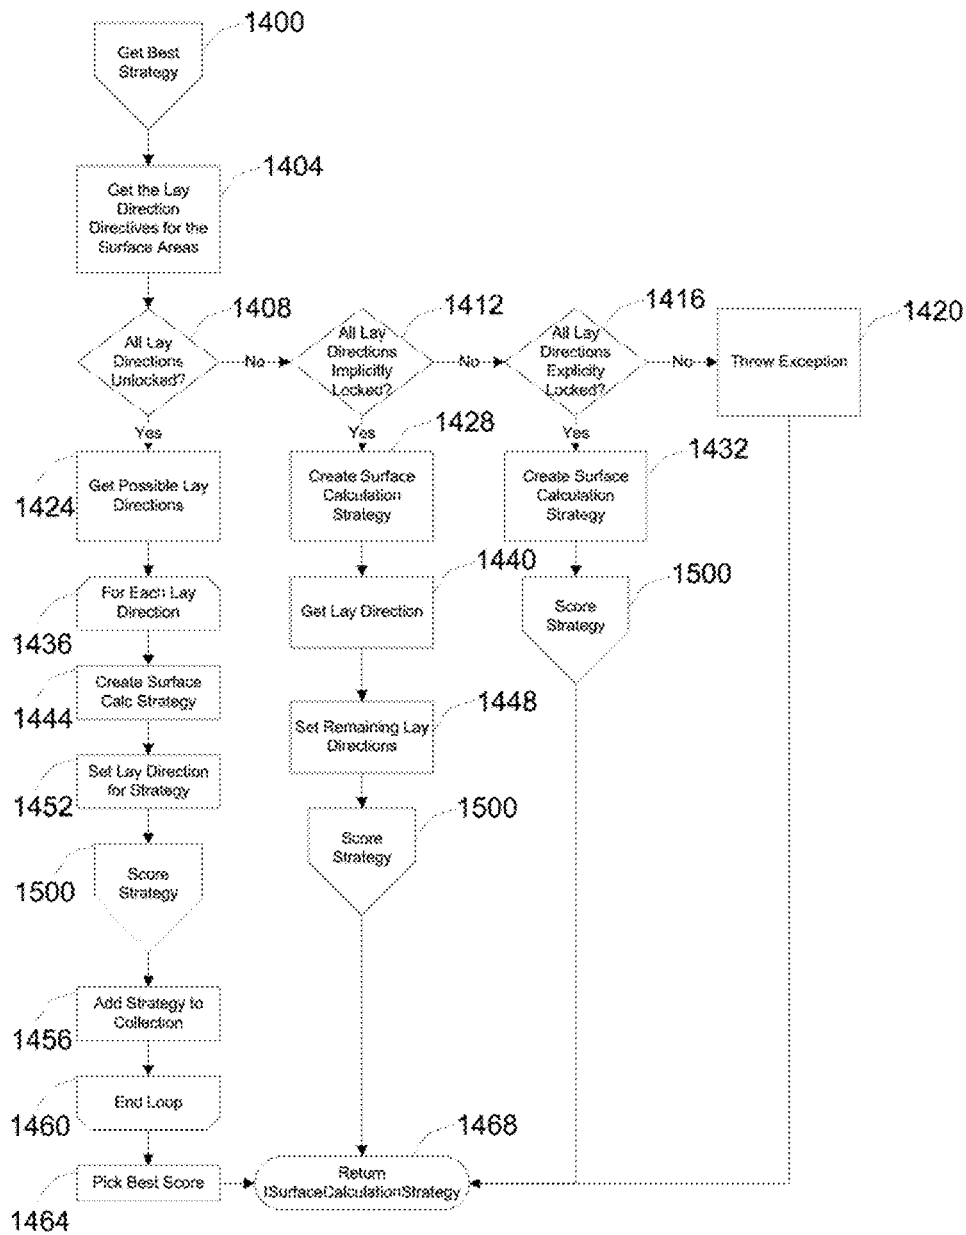 1400
Get Best
Strategy
1404
Get the Lay
Direction
Directives for the
Surface Areas
1408
All Lay
Directions
Unlocked?
No
1412
All Lay
Directions
Implicitly
Locked?
No
1416
All Lay
Directions
Explicity
Locked?
No
1420
Throw Exception
Yes
Yes
Yes
1424
Get Possible Lay
Directions
1428
Create Surface
Calculation
Strategy
1432
Create Surface
Calculation
Strategy
1436
For Each Lay
Direction
1440
Get Lay Direction
1500
Score
Strategy
1444
Create Surface
Calc Strategy
1448
Set Remaining Lay
Directions
1452
Set Lay Direction
for Strategy
1500
Score
Strategy
1500
Score
Strategy
1456
Add Strategy to
Collection
1460
End Loop
1464
Pick Best Score
1468
Return
ISurfaceCalculationStrategy